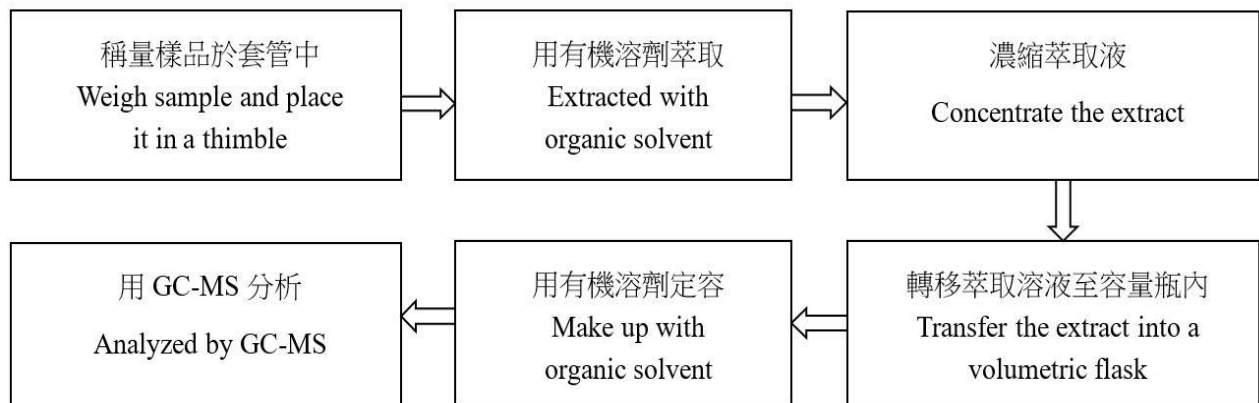 稱量樣品於套管中
Weigh sample and place
it in a thimble
用有機溶劑萃取
Extracted with
organic solvent
濃縮萃取液
Concentrate the extract
轉移萃取溶液至容量瓶內
Transfer the extract into a
volumetric flask
用有機溶劑定容
Make up with
organic solvent
用 GC-MS 分析
Analyzed by GC-MS